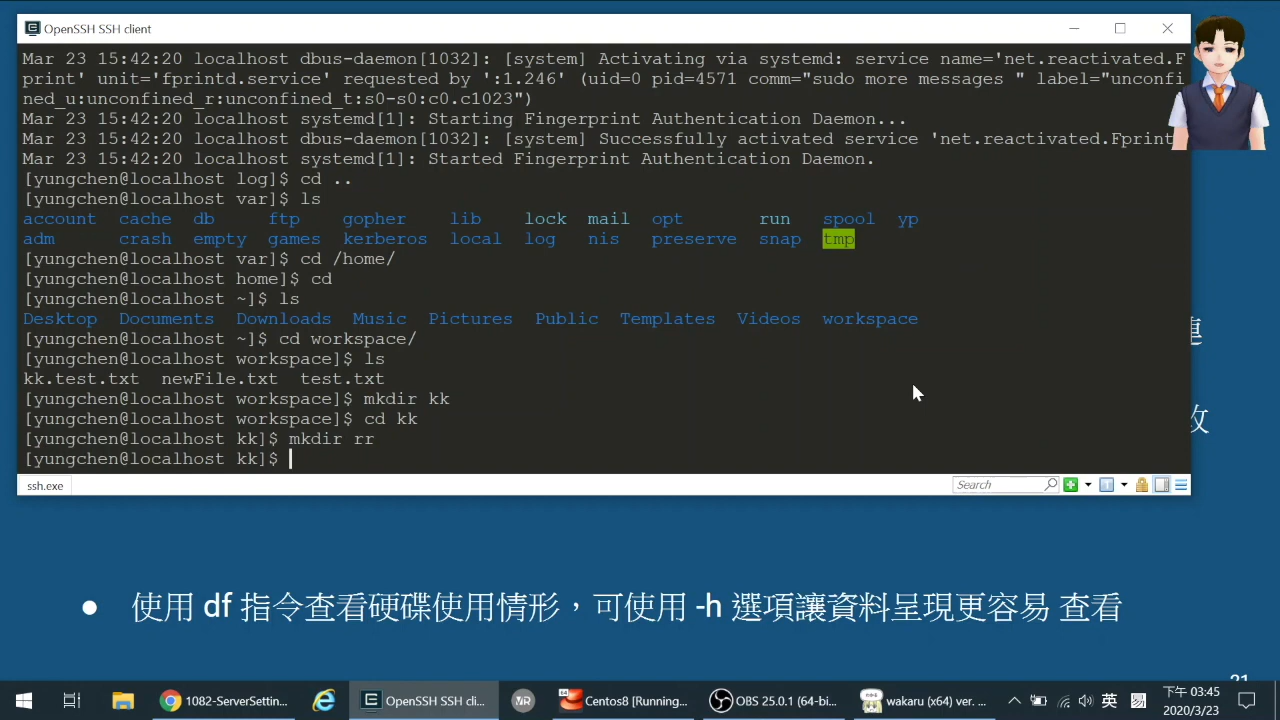 OpenSSH SSH client
Mar 23 15:42:20 localhost dbus-daemon[1032]: [system] Activating via systemd: service name='net.reactivated.F
print' unit='fprintd.service' requested by ':1.246' (uid=0 pid=4571 comm="sudo more messages " label="unconfi
ned_u:unconfined_r:unconfined_t:s0-s0:c0.c1023")
Mar 23 15:42:20 localhost systemd[1]: Starting Fingerprint Authentication Daemon...
Mar 23 15:42:20 localhost dbus-daemon[1032]: [system] Successfully activated service 'net.reactivated.Fprint
Mar 23 15:42:20 localhost systemd[1]: Started Fingerprint Authentication Daemon.
[yungchen@localhost log]$ cd ..
[yungchen@localhost var]$ ls
account cache db ftp gopher lib lock mail opt run spool yp
adm crash empty games kerberos local log nis preserve snap tmp
[yungchen@localhost var]$ cd /home/
[yungchen@localhost home]$ cd
[yungchen@localhost ~]$ ls
Desktop Documents Downloads Music Pictures Public Templates Videos workspace
[yungchen@localhost ~]$ cd workspace/
[yungchen@localhost workspace]$ ls
kk.test.txt newFile.txt test.txt
[yungchen@localhost workspace]$ mkdir kk
[yungchen@localhost workspace]$ cd kk
[yungchen@localhost kk]$ mkdir rr
[yungchen@localhost kk]$
ssh.exe
Search
● 使用 df 指令查看硬碟使用情形，可使用 -h 選項讓資料呈現更容易 查看
1082-ServerSettin...
OpenSSH SSH cli...
Centos8 [Running...
OBS 25.0.1 (64-bi...
wakaru (x64) ver. ...
英
下午 03:45
2020/3/23